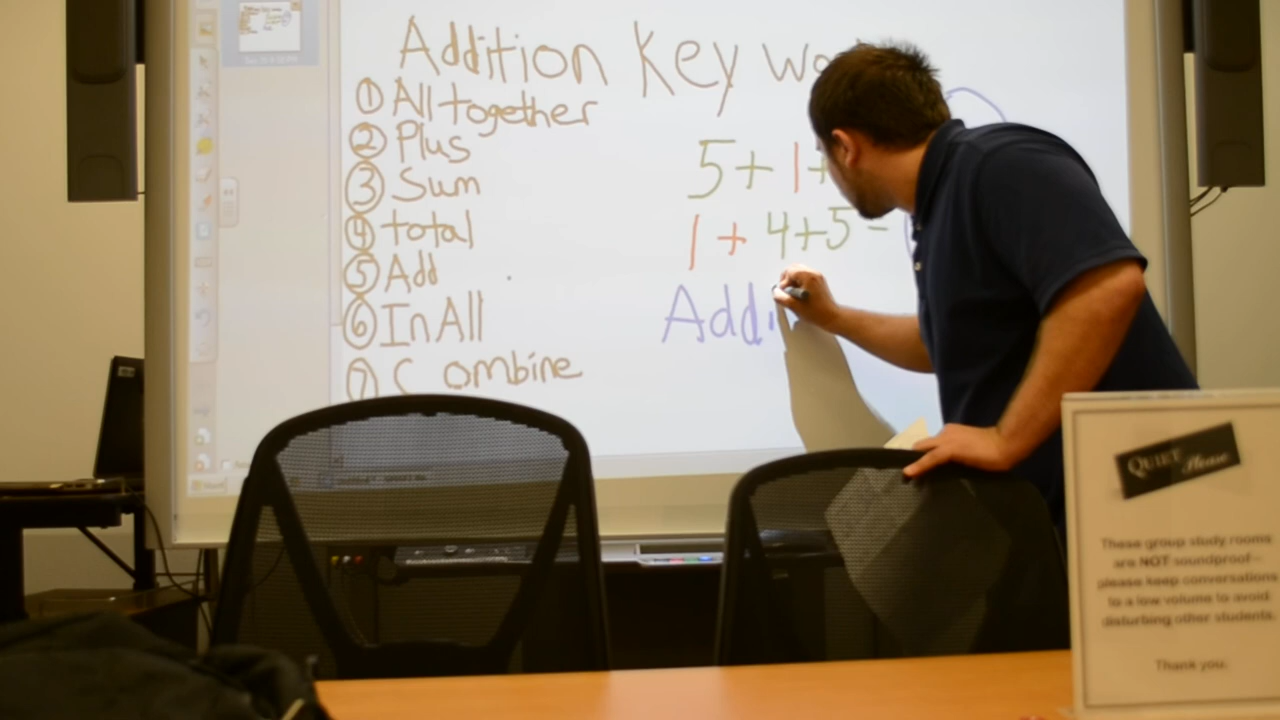 Addition Key wo
① All together
② Plus
③ Sum
④ total
⑤ Add
⑥ In All
⑦ Combine
5 + 1 +
1 + 4 + 5 =
Addi
QUIET Please
These group study rooms
are NOT soundproof –
please keep conversations
to a low volume to avoid
disturbing other students.
Thank you.